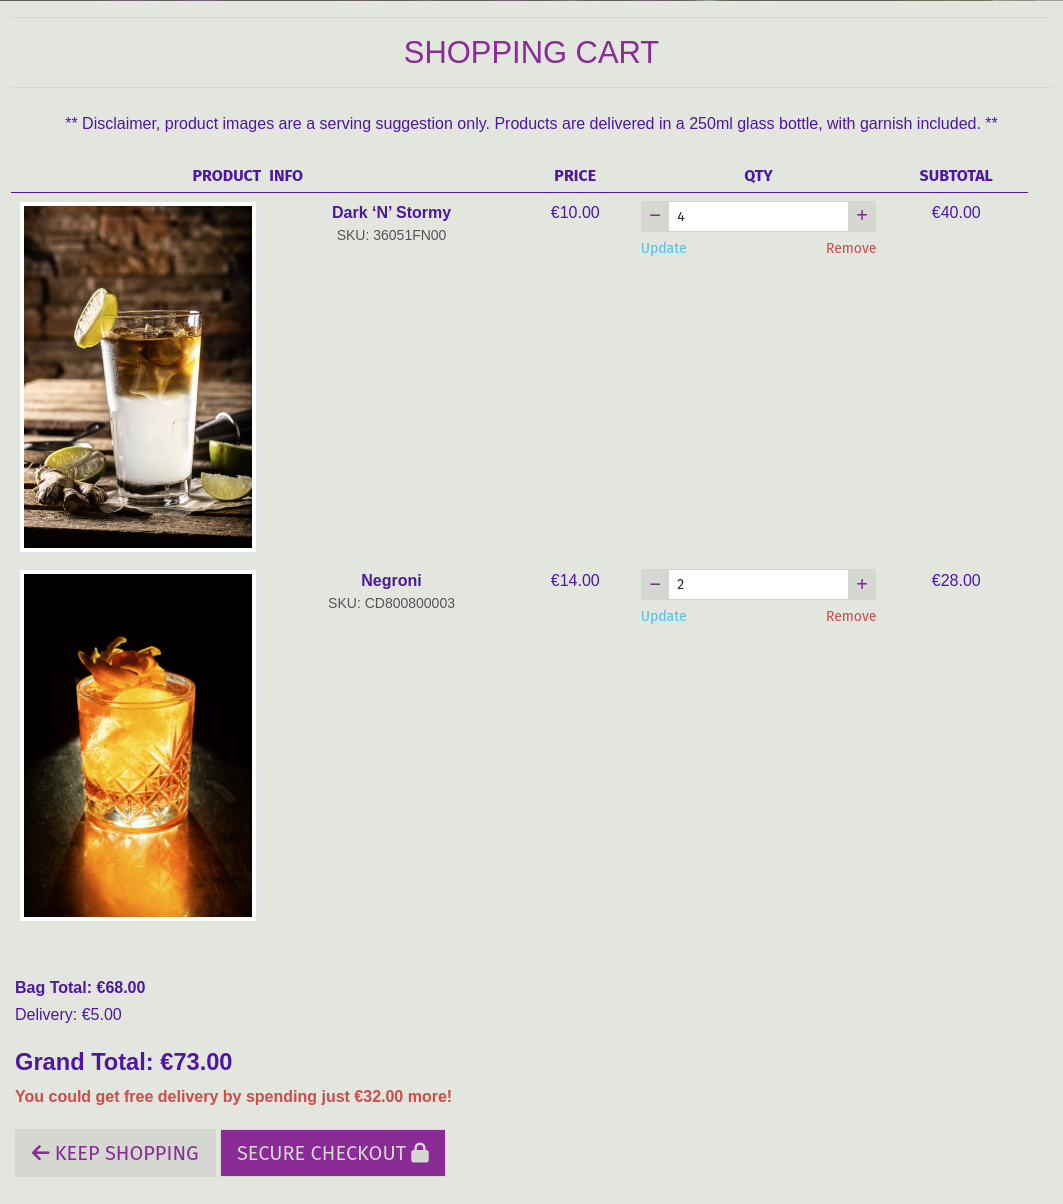 SHOPPING CART
** Disclaimer, product images are a serving suggestion only. Products are delivered in a 250ml glass bottle, with garnish included. **
PRODUCT INFO PRICE QTY SUBTOTAL
Dark ‘N’ Stormy €10.00 − 4 + €40.00
SKU: 36051FN00
Update Remove
Negroni €14.00 − 2 + €28.00
SKU: CD800800003
Update Remove
Bag Total: €68.00
Delivery: €5.00
Grand Total: €73.00
You could get free delivery by spending just €32.00 more!
KEEP SHOPPING SECURE CHECKOUT